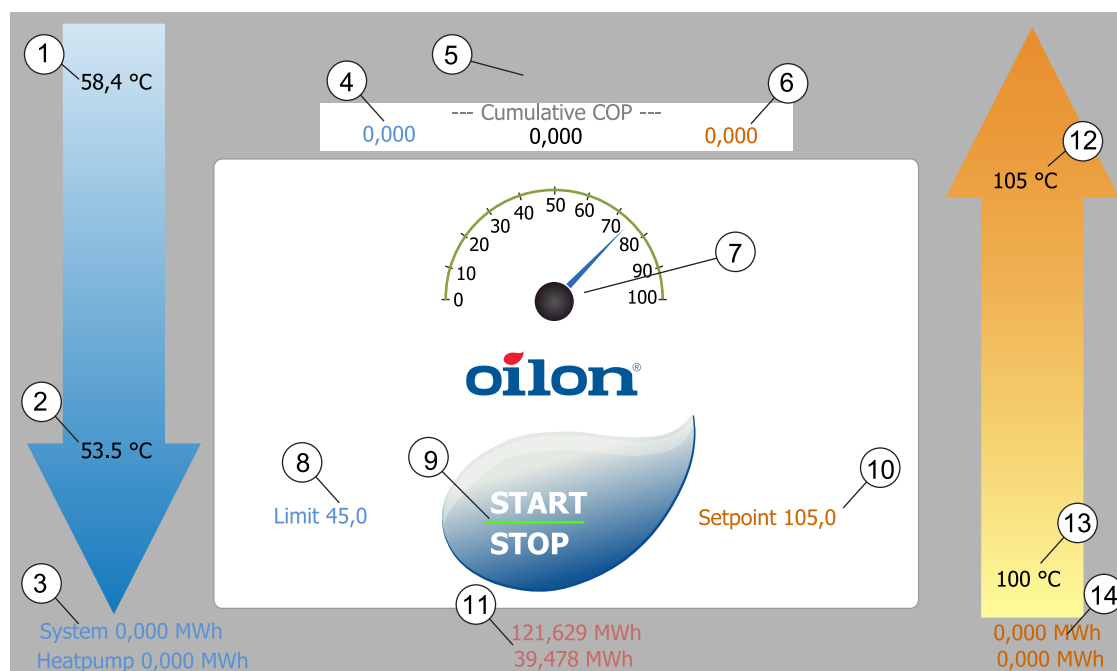 1
58,4 °C
2
53.5 °C
3
System 0,000 MWh
Heatpump 0,000 MWh
4
5
6
--- Cumulative COP ---
0,000 0,000 0,000
0 10 20 30 40 50 60 70 80 90 100
7
oilon®
8
Limit 45,0
9
START
STOP
10
Setpoint 105,0
11
121,629 MWh
39,478 MWh
12
105 °C
13
100 °C
14
0,000 MWh
0,000 MWh